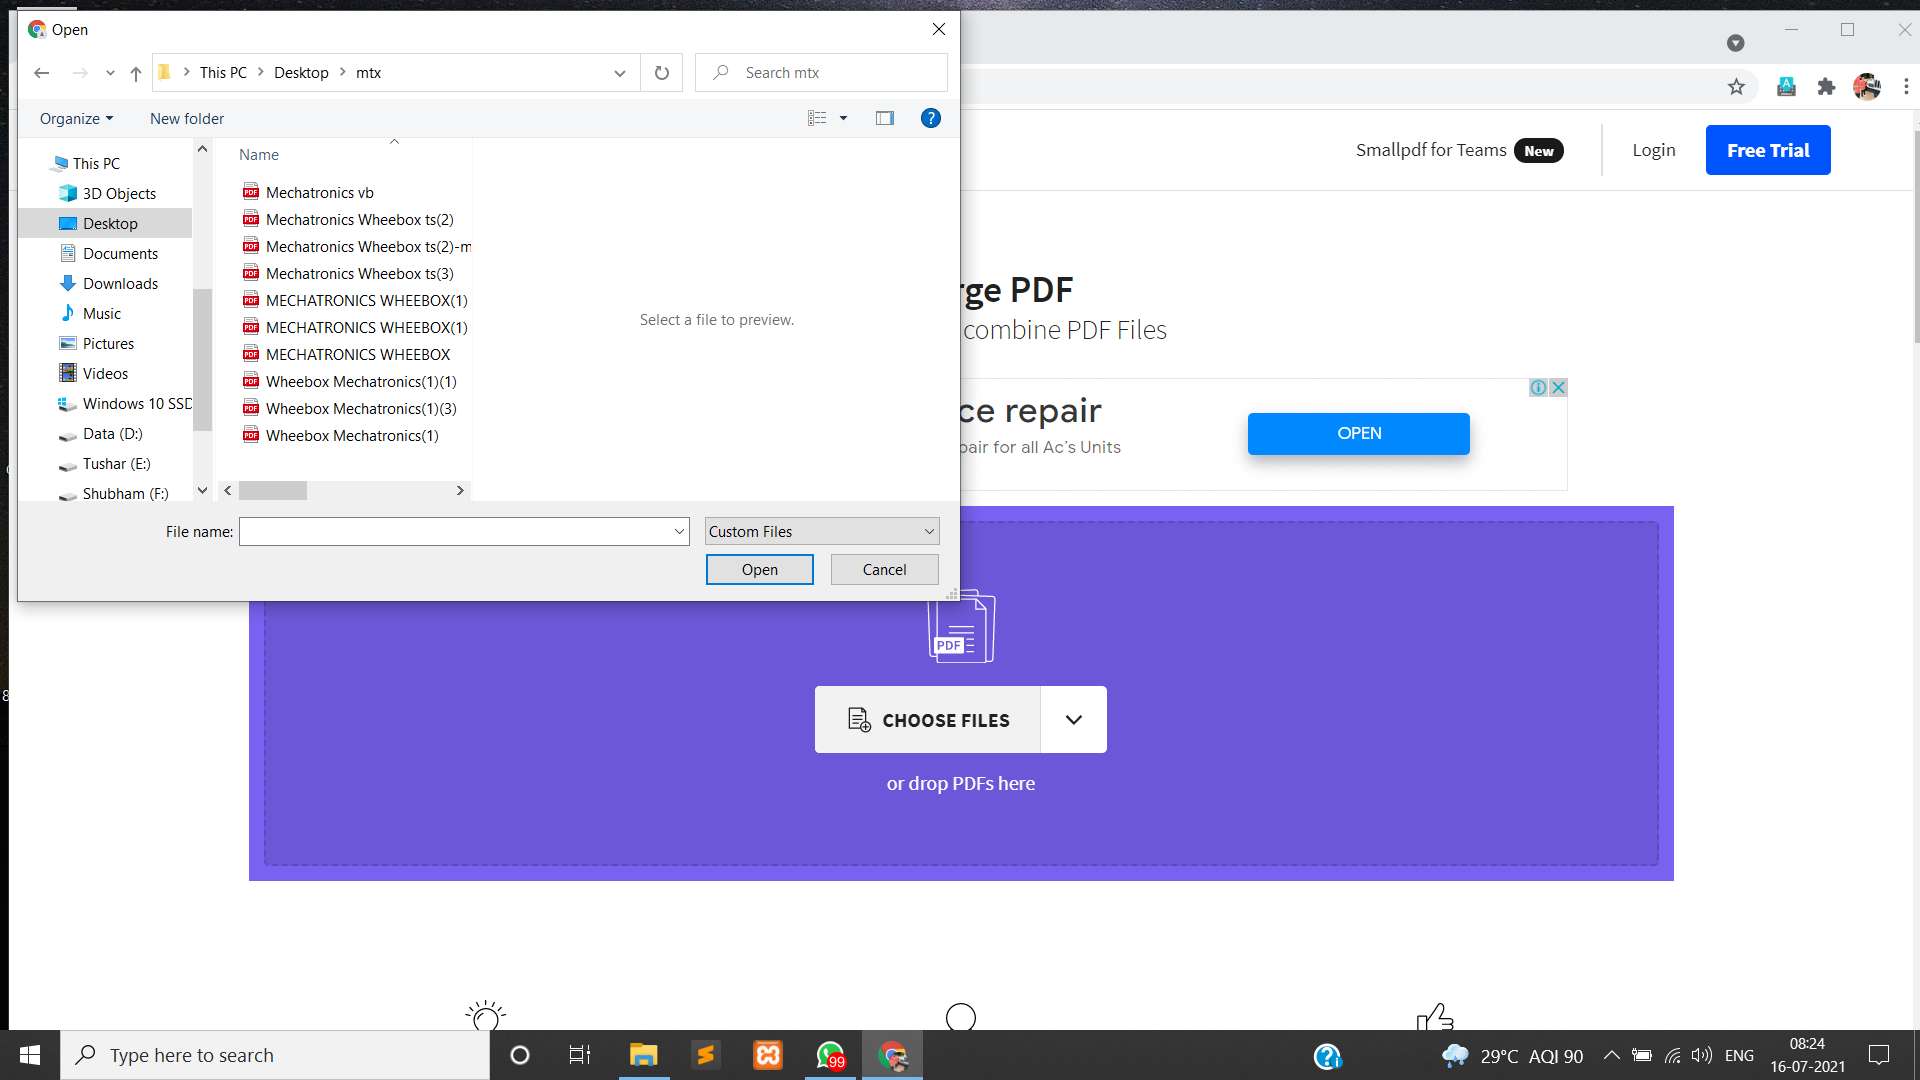 Open
This PC
Desktop
mtx
Search mtx
Organize
New folder
?
Name
This PC
3D Objects
Desktop
Documents
Downloads
Music
Pictures
Videos
Windows 10 SSD
Data (D:)
Tushar (E:)
Shubham (F:)
Mechatronics vb
Mechatronics Wheebox ts(2)
Mechatronics Wheebox ts(2)-m
Mechatronics Wheebox ts(3)
MECHATRONICS WHEEBOX(1)
MECHATRONICS WHEEBOX(1)
MECHATRONICS WHEEBOX
Wheebox Mechatronics(1)(1)
Wheebox Mechatronics(1)(3)
Wheebox Mechatronics(1)
Select a file to preview.
File name:
Custom Files
Open
Cancel
Smallpdf for Teams New
Login
Free Trial
rge PDF
combine PDF Files
ce repair
pair for all Ac's Units
OPEN
PDF
CHOOSE FILES
or drop PDFs here
8
Type here to search
99
29°C AQI 90
ENG
08:24
16-07-2021